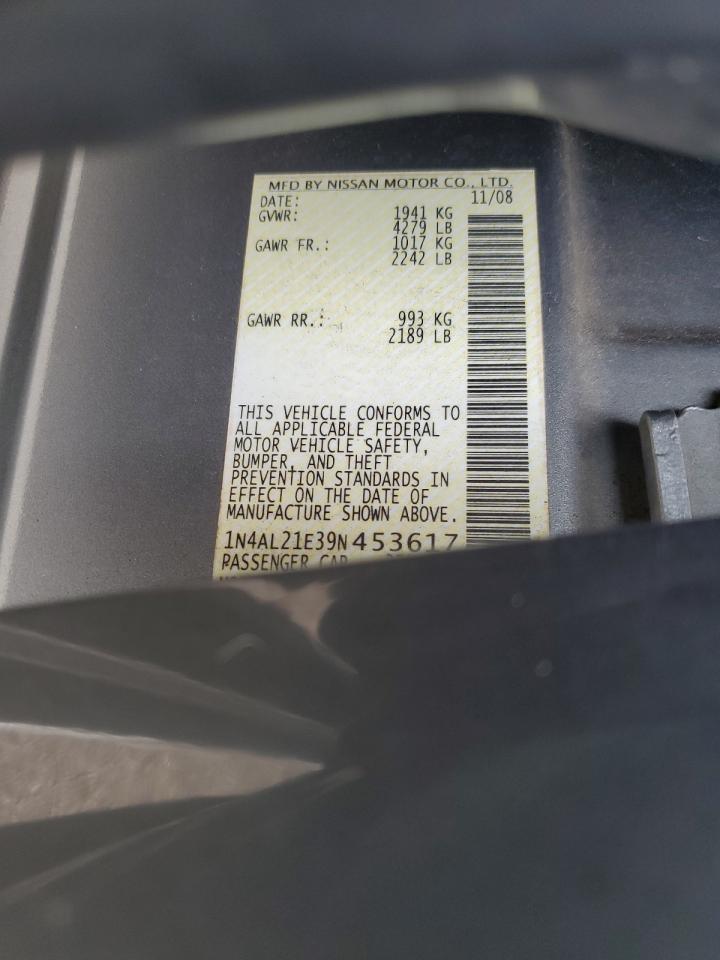 MFD BY NISSAN MOTOR CO., LTD.
DATE: 11/08
GVWR: 1941 KG
4279 LB
GAWR FR.: 1017 KG
2242 LB
GAWR RR.: 993 KG
2189 LB
THIS VEHICLE CONFORMS TO
ALL APPLICABLE FEDERAL
MOTOR VEHICLE SAFETY,
BUMPER, AND THEFT
PREVENTION STANDARDS IN
EFFECT ON THE DATE OF
MANUFACTURE SHOWN ABOVE.
1N4AL21E39N453617
PASSENGER CAR